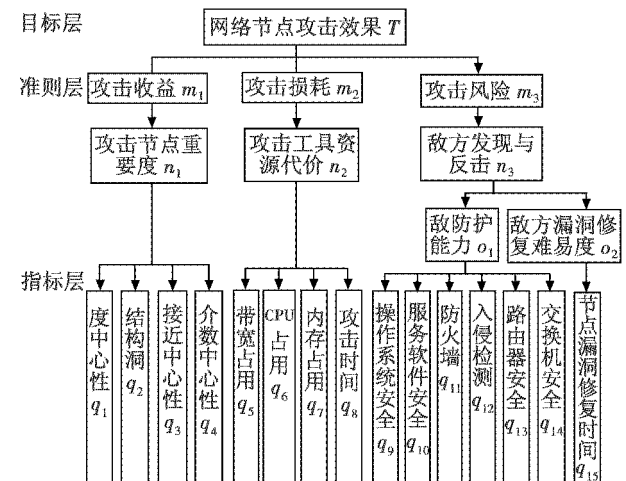 目标层
网络节点攻击效果 T
准则层
攻击收益 m₁
攻击损耗 m₂
攻击风险 m₃
攻击节点重
要度 n₁
攻击工具资
源代价 n₂
敌方发现与
反击 n₃
敌防护
能力 o₁
敌方漏洞修
复难易度 o₂
指标层
度中心性 q₁
结构洞 q₂
接近中心性 q₃
介数中心性 q₄
带宽占用 q₅
CPU占用 q₆
内存占用 q₇
攻击时间 q₈
操作系统安全 q₉
服务软件安全 q₁₀
防火墙 q₁₁
入侵检测 q₁₂
路由器安全 q₁₃
交换机安全 q₁₄
节点漏洞修复时间 q₁₅